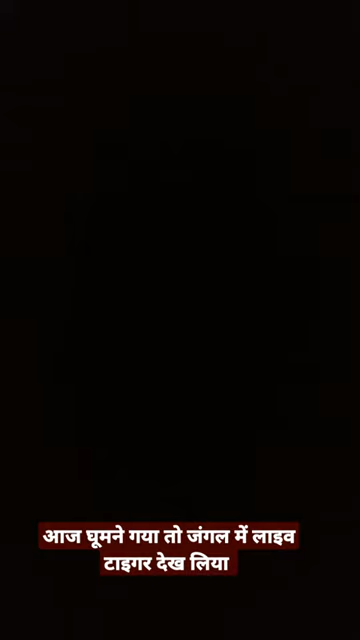 आज घूमने गया तो जंगल में लाइव
टाइगर देख लिया